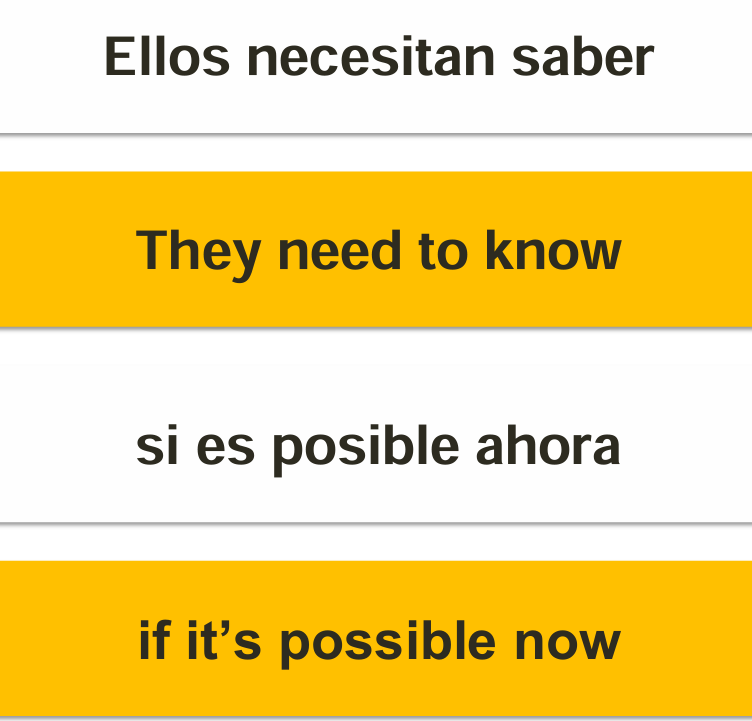 Ellos necesitan saber
They need to know
si es posible ahora
if it’s possible now